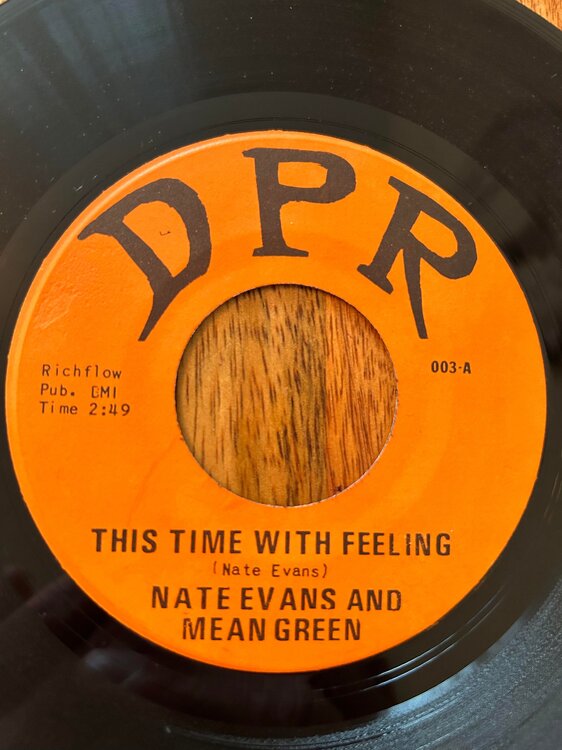 DPR
Richflow
Pub. BMI
Time 2:49
003-A
THIS TIME WITH FEELING
(Nate Evans)
NATE EVANS AND
MEAN GREEN